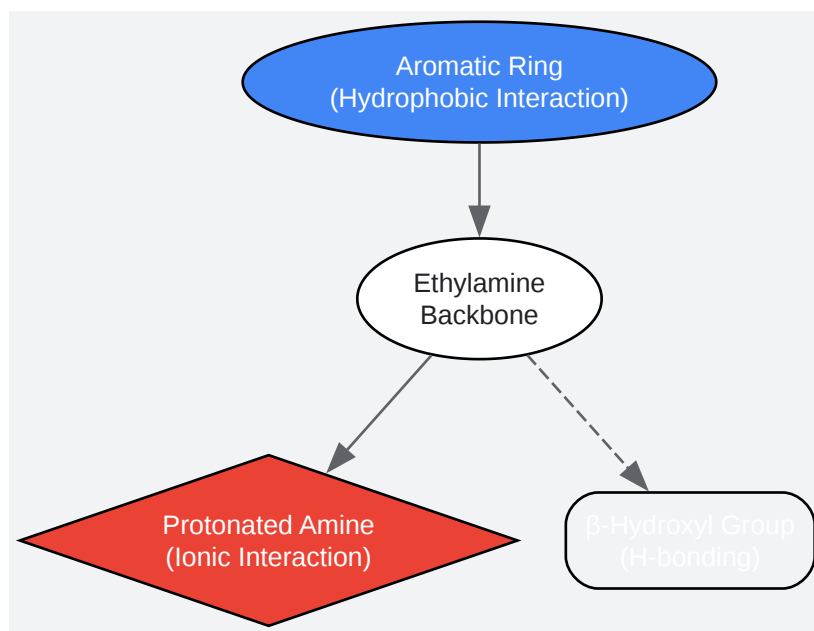 Aromatic Ring
(Hydrophobic Interaction)
Ethylamine
Backbone
Protonated Amine
(Ionic Interaction)
β-Hydroxyl Group
(H-bonding)